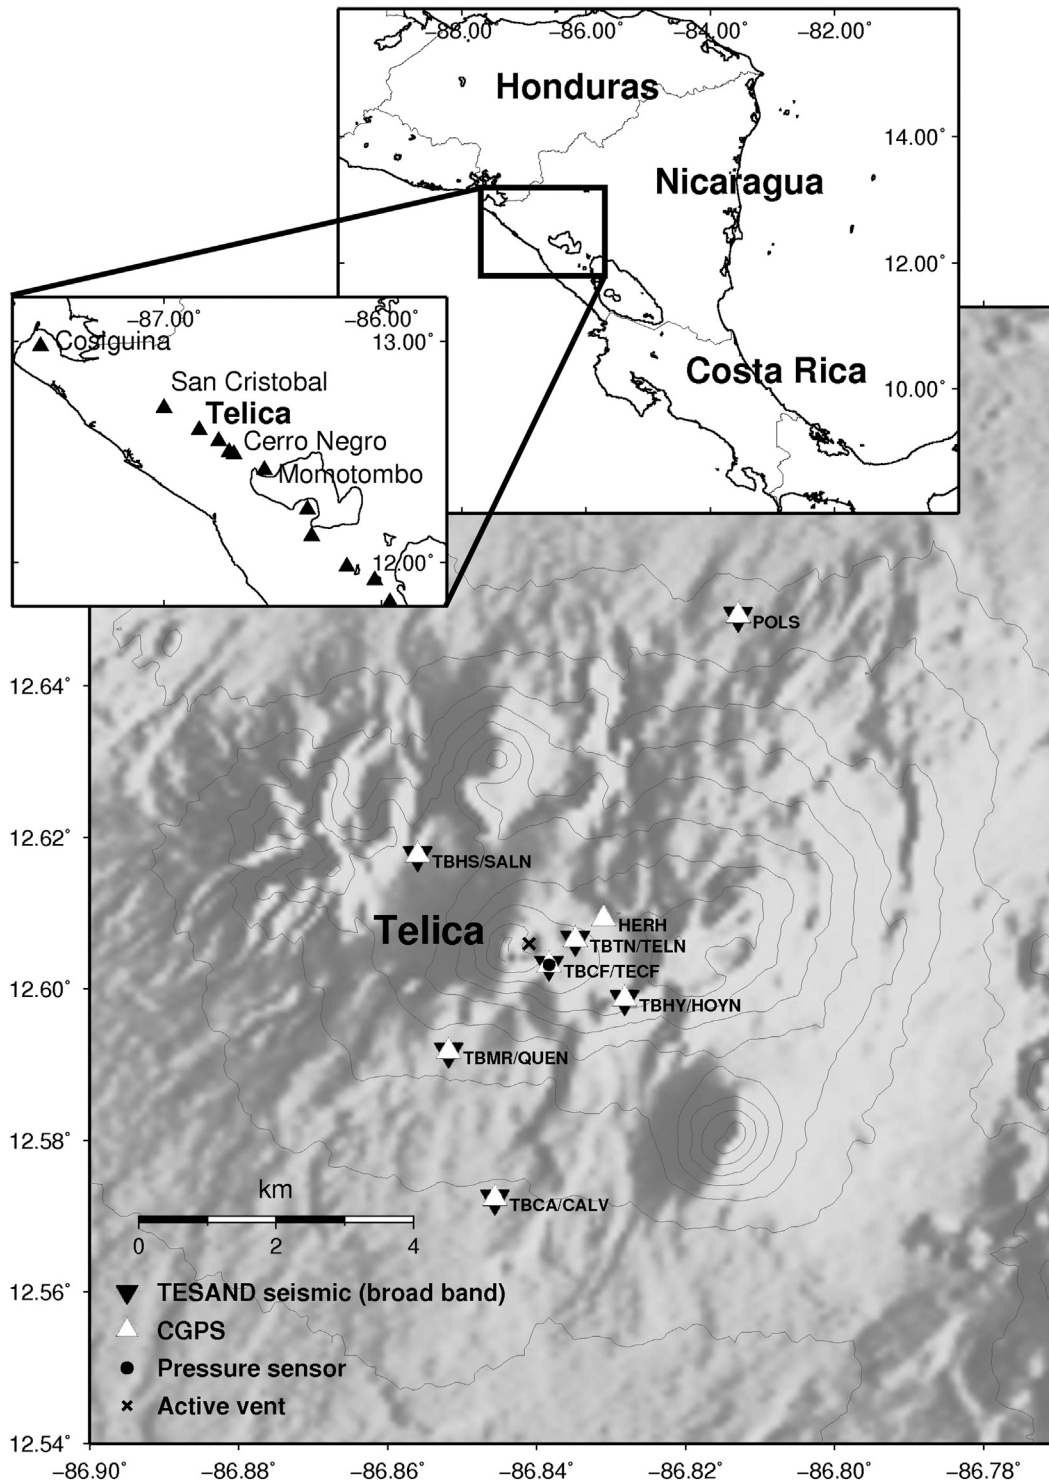 −88.00˚ −86.00˚ −84.00˚ −82.00˚
Honduras
14.00˚
Nicaragua
12.00˚
Costa Rica
10.00˚
−87.00˚ −86.00˚
13.00˚
Cosiguina
San Cristobal
Telica
Cerro Negro
Momotombo
12.00˚
POLS
12.64˚
12.62˚
TBHS/SALN
HERH
Telica
TBTN/TELN
TBCF/TECF
12.60˚
TBHY/HOYN
TBMR/QUEN
12.58˚
km
TBCA/CALV
0 2 4
12.56˚
TESAND seismic (broad band)
CGPS
Pressure sensor
Active vent
12.54˚
−86.90 −86.88˚ −86.86˚ −86.84˚ −86.82˚ −86.80˚ −86.78˚